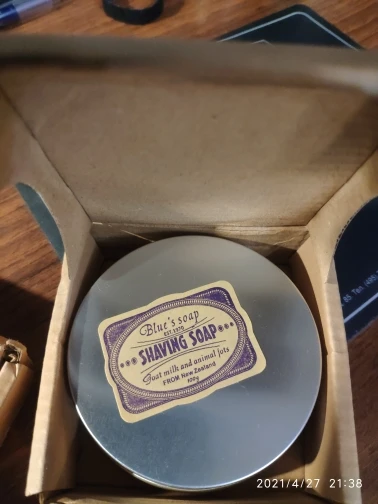 Blue's soap
EST 1970
SHAVING SOAP
Goat milk and animal fats
FROM New Zealand
100g
2021/4/27 21:38